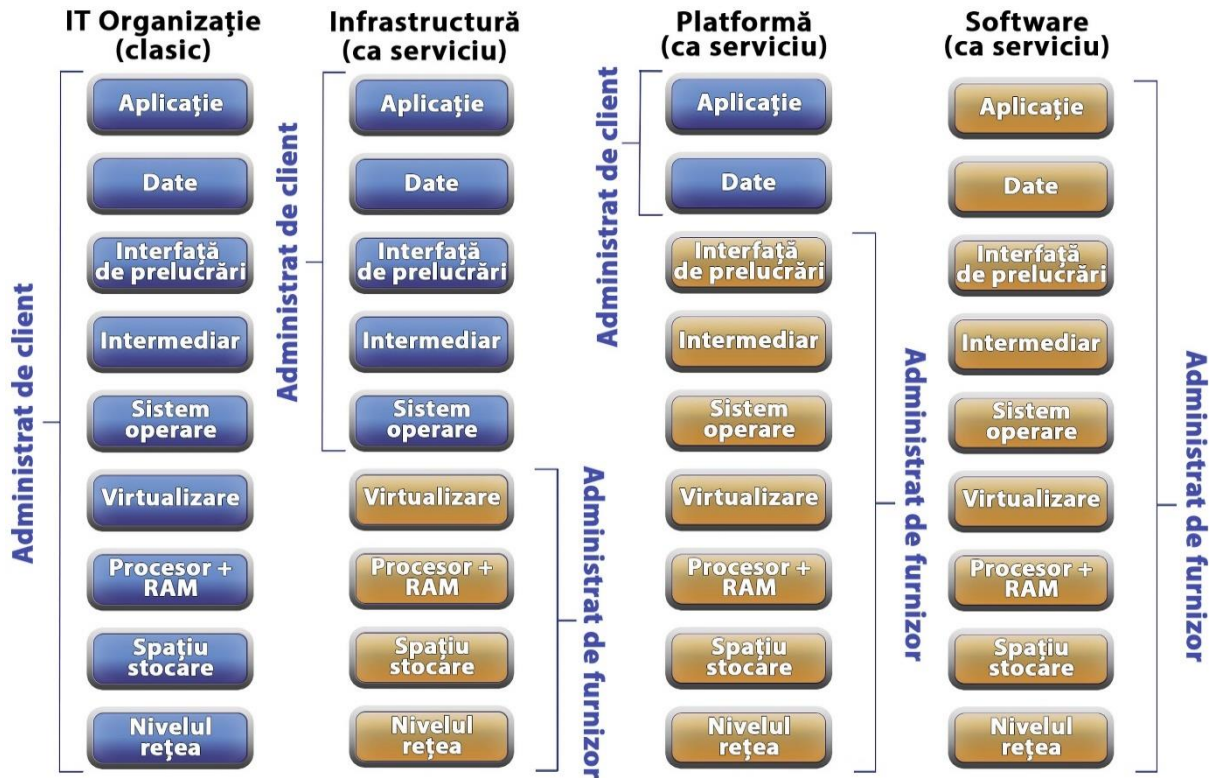 IT Organizație
(clasic)
Administrat de client
Aplicație
Date
Interfață
de prelucrări
Intermediar
Sistem
operare
Virtualizare
Procesor +
RAM
Spațiu
stocare
Nivelul
rețea
Infrastructură
(ca serviciu)
Administrat de client
Aplicație
Date
Interfață
de prelucrări
Intermediar
Sistem
operare
Virtualizare
Procesor +
RAM
Spațiu
stocare
Nivelul
rețea
Administrat de furnizor
Platformă
(ca serviciu)
Administrat de client
Aplicație
Date
Interfață
de prelucrări
Intermediar
Sistem
operare
Virtualizare
Procesor +
RAM
Spațiu
stocare
Nivelul
rețea
Administrat de furnizor
Software
(ca serviciu)
Aplicație
Date
Interfață
de prelucrări
Intermediar
Sistem
operare
Virtualizare
Procesor +
RAM
Spațiu
stocare
Nivelul
rețea
Administrat de furnizor